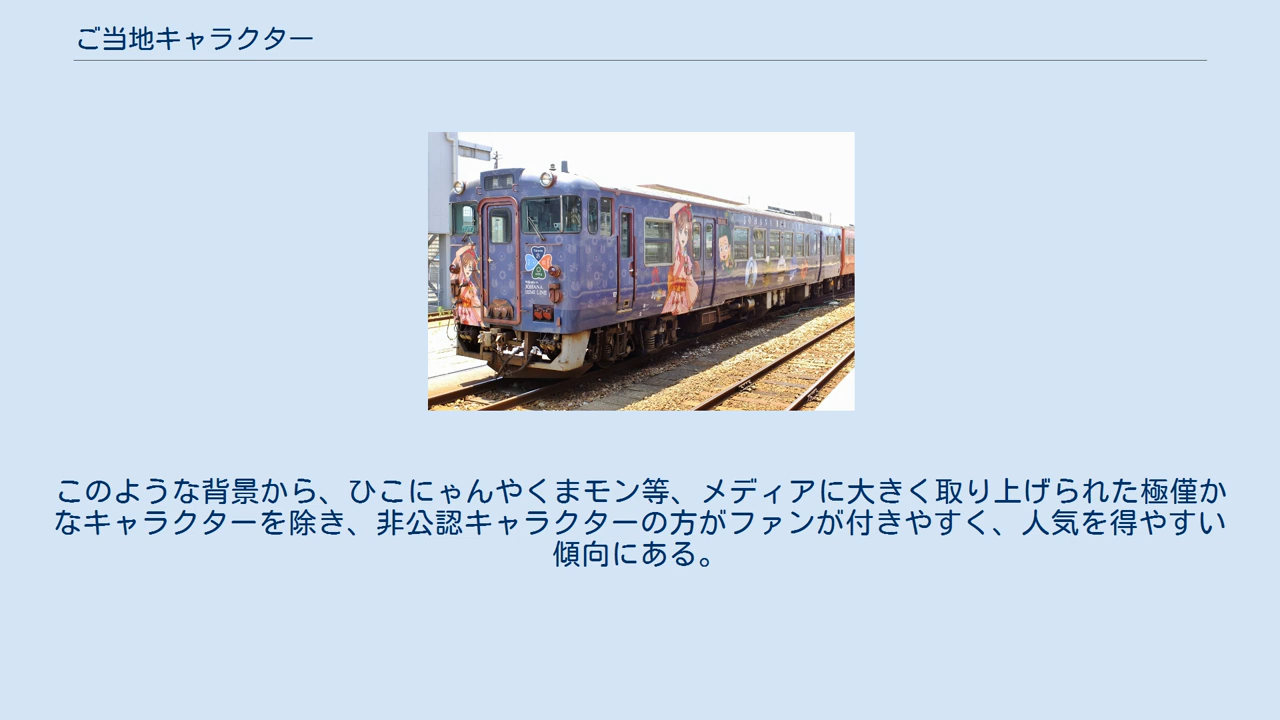 ご当地キャラクター
このような背景から、ひこにゃんやくまモン等、メディアに大きく取り上げられた極僅か
なキャラクターを除き、非公認キャラクターの方がファンが付きやすく、人気を得やすい
傾向にある。